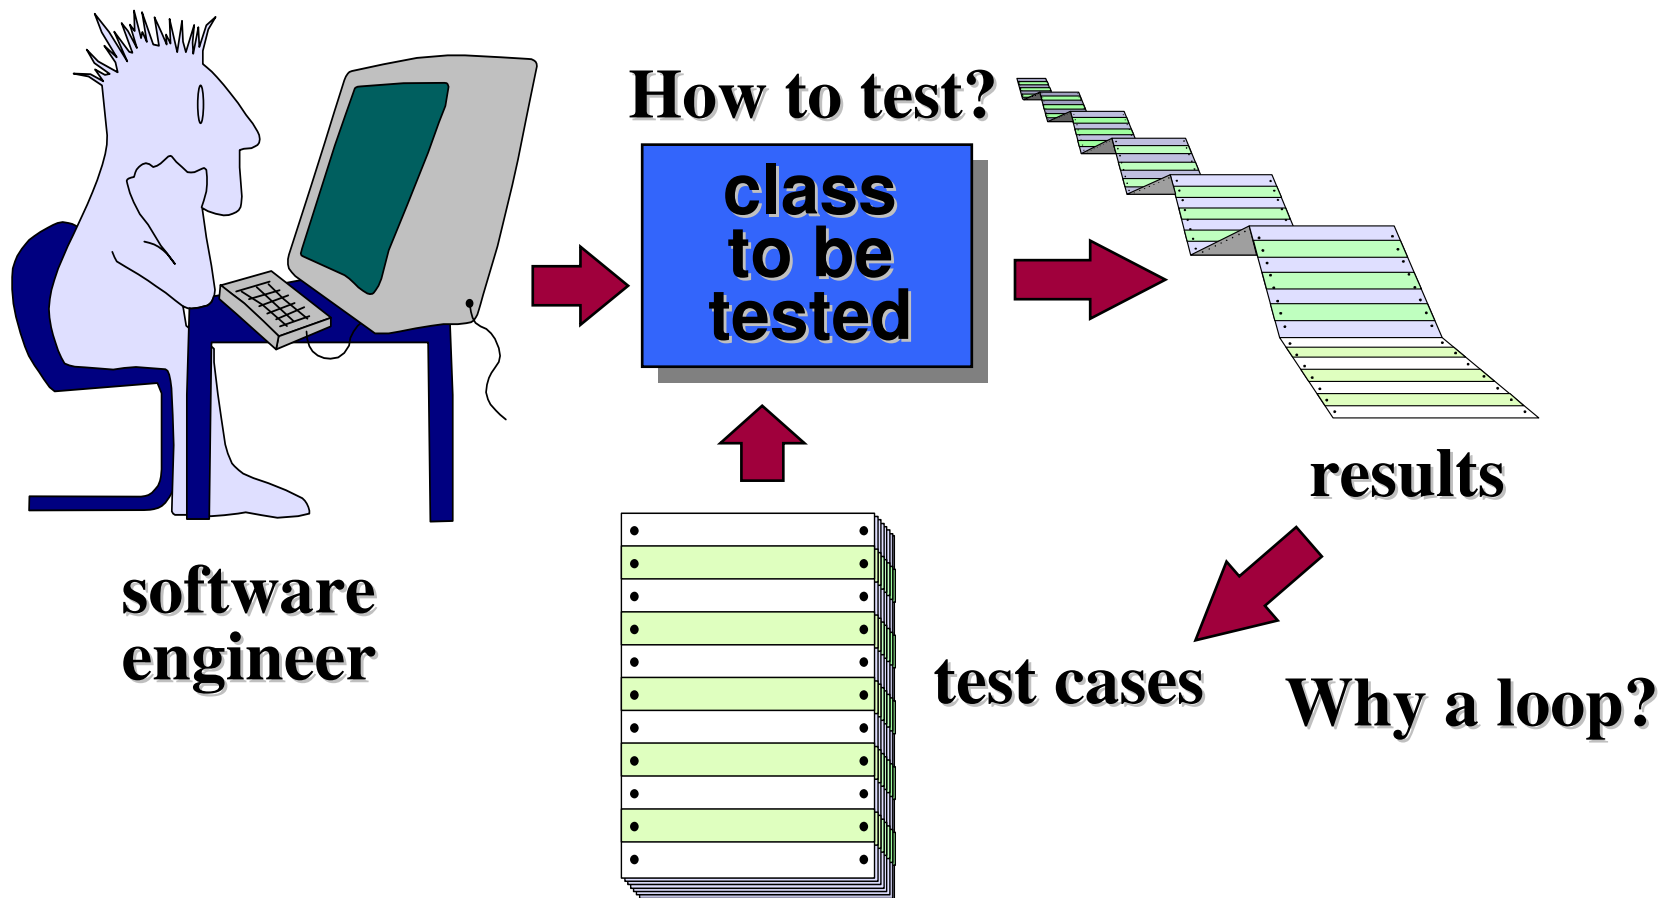 How to test?
class
to be
tested
results
software
engineer
test cases
Why a loop?